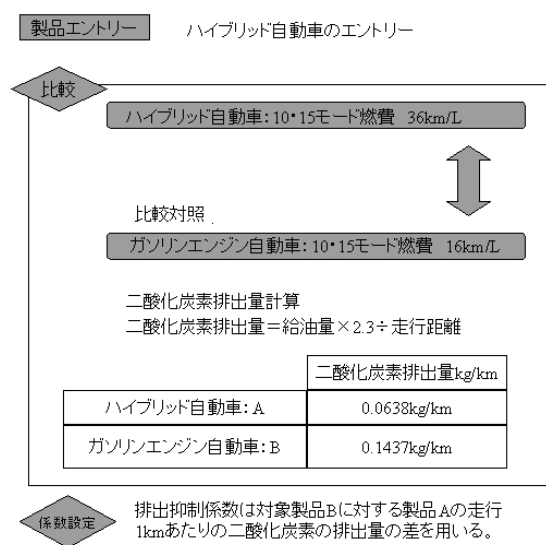 製品エントリー
ハイブリッド自動車のエントリー
比較
ハイブリッド自動車：10・15モード燃費 36km/L
比較対照
ガソリンエンジン自動車：10・15モード燃費 16km/L
二酸化炭素排出量計算
二酸化炭素排出量＝給油量×2.3÷走行距離
二酸化炭素排出量kg/km
ハイブリッド自動車：A 0.0638kg/km
ガソリンエンジン自動車：B 0.1437kg/km
係数設定
排出抑制係数は対象製品Bに対する製品Aの走行
1kmあたりの二酸化炭素の排出量の差を用いる。